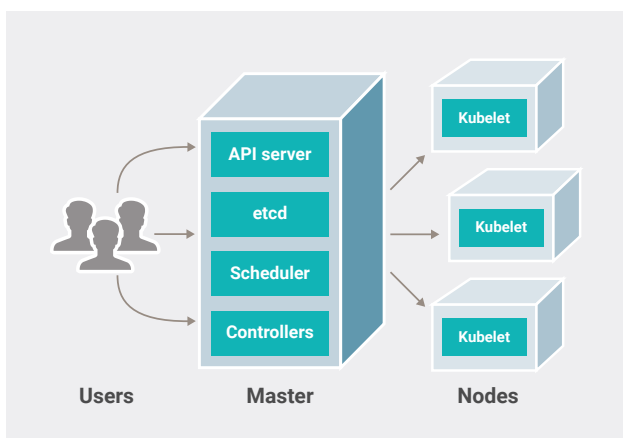 API server
etcd
Scheduler
Controllers
Kubelet
Kubelet
Kubelet
Users
Master
Nodes